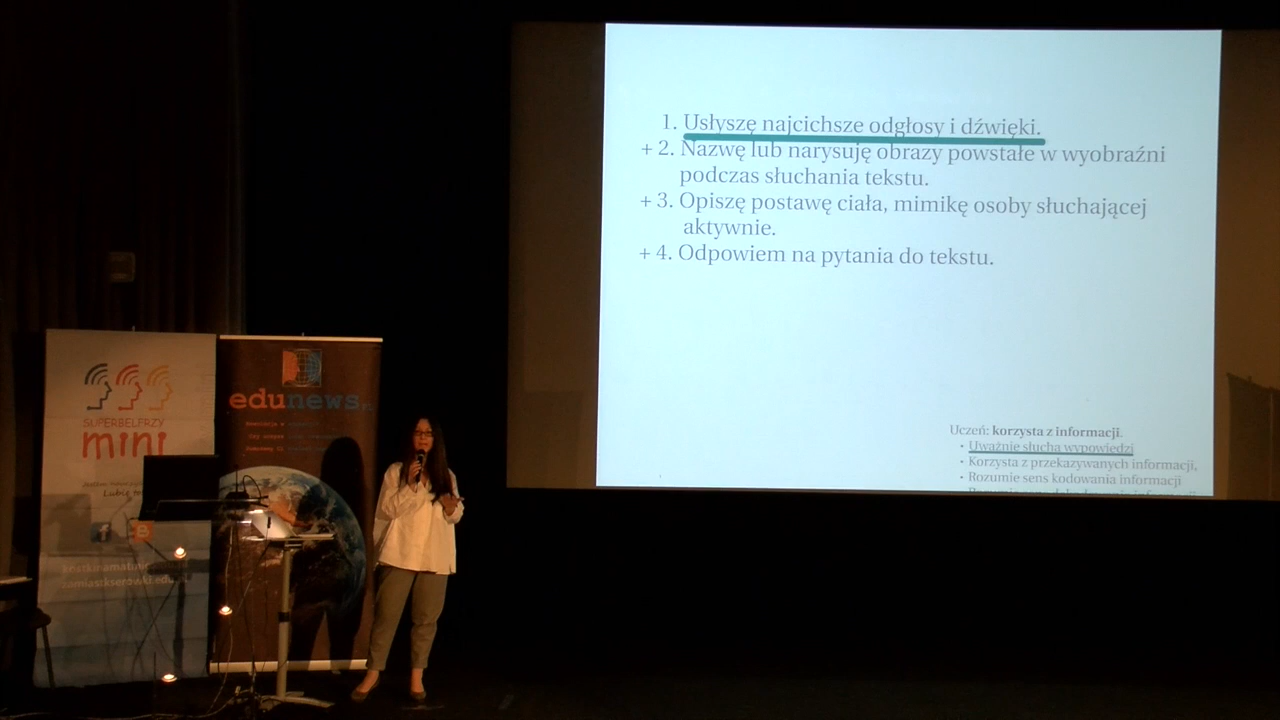 1. Usłyszę najcichsze odgłosy i dźwięki.
+ 2. Nazwę lub narysuję obrazy powstałe w wyobraźni
podczas słuchania tekstu.
+ 3. Opiszę postawę ciała, mimikę osoby słuchającej
aktywnie.
+ 4. Odpowiem na pytania do tekstu.
Uczeń: korzysta z informacji.
• Uważnie słucha wypowiedzi
• Korzysta z przekazywanych informacji,
• Rozumie sens kodowania informacji
SUPERBELFRZY
mini
edunews